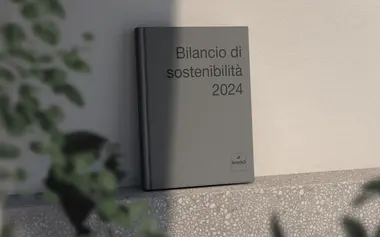 Bilancio di
sostenibilità
2024